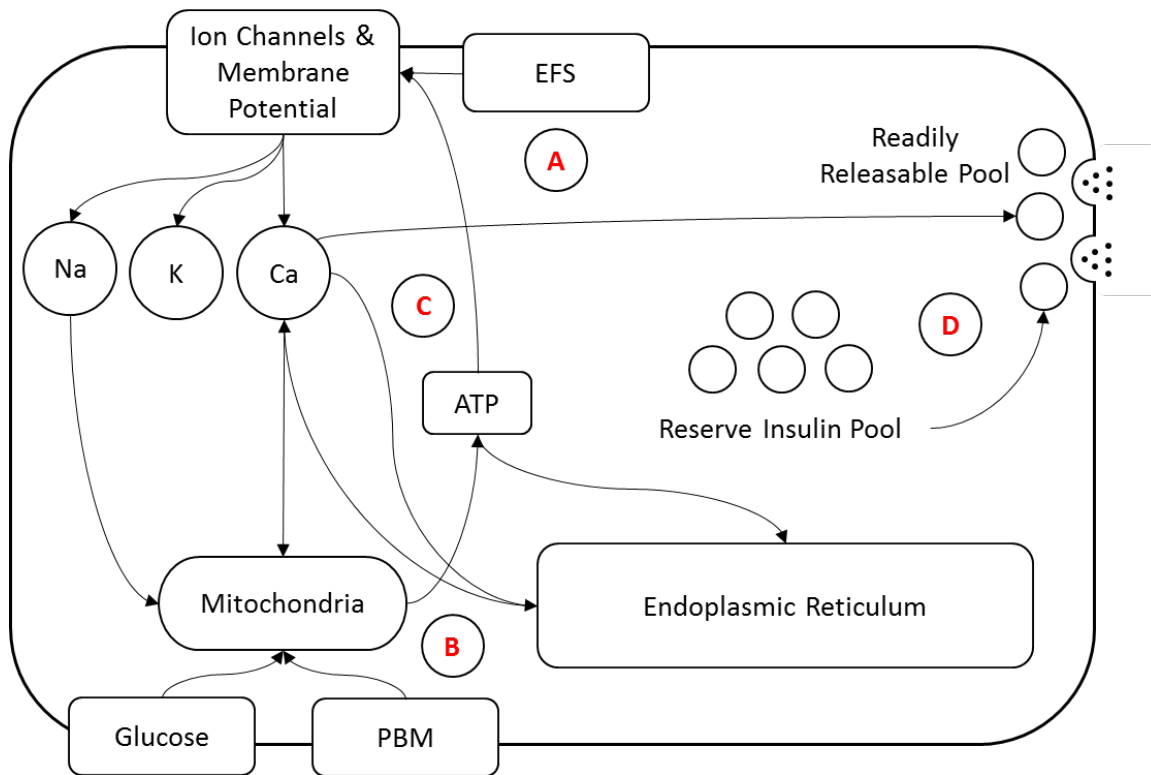 Ion Channels &
Membrane
Potential
EFS
A
Readily
Releasable Pool
Na
K
Ca
C
D
ATP
Reserve Insulin Pool
Mitochondria
Endoplasmic Reticulum
B
Glucose
PBM